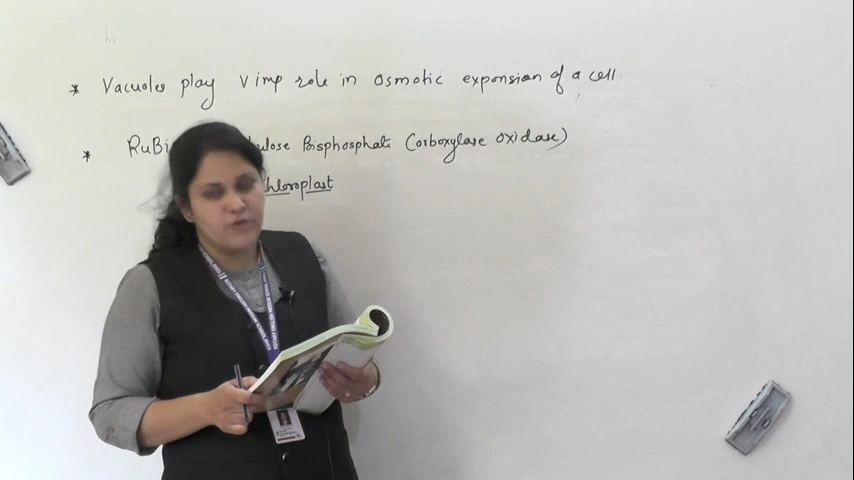 * Vacuoles play V imp role in osmotic expansion of a cell.
* RuBi ulose Bisphosphate (carboxylase oxidase)
hloroplast